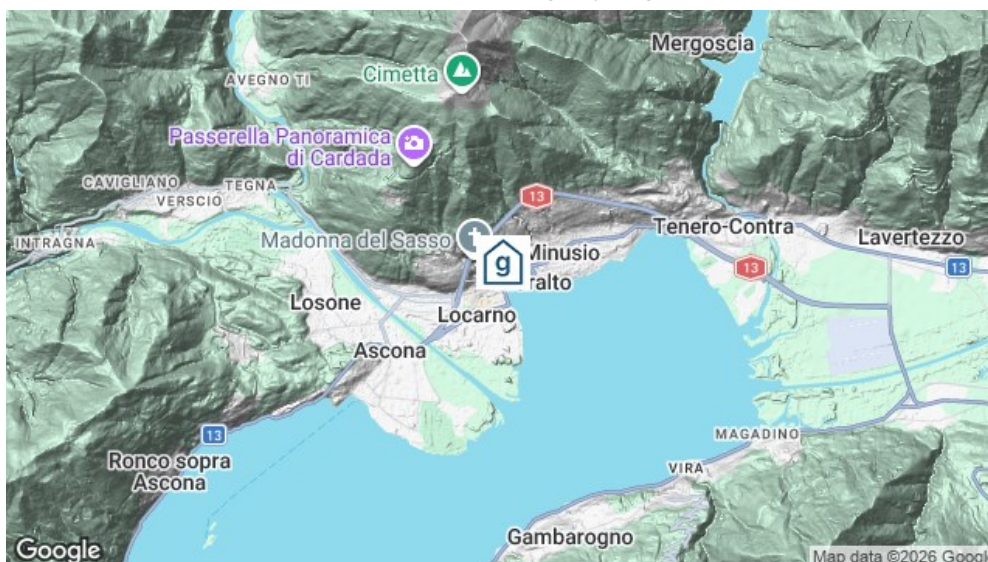 Mergoscia
Cimetta
AVEGNO TI
Passerella Panoramica
di Cardada
CAVIGLIANO
TEGNA
VERSCIO
13
INTRAGNA
Madonna del Sasso
Tenero-Contra
Minusio
Lavertezzo
g
13
13
ralto
Losone
Locarno
Ascona
13
MAGADINO
Ronco sopra
Ascona
VIRA
Gambarogno
Google
Map data ©2026 Google